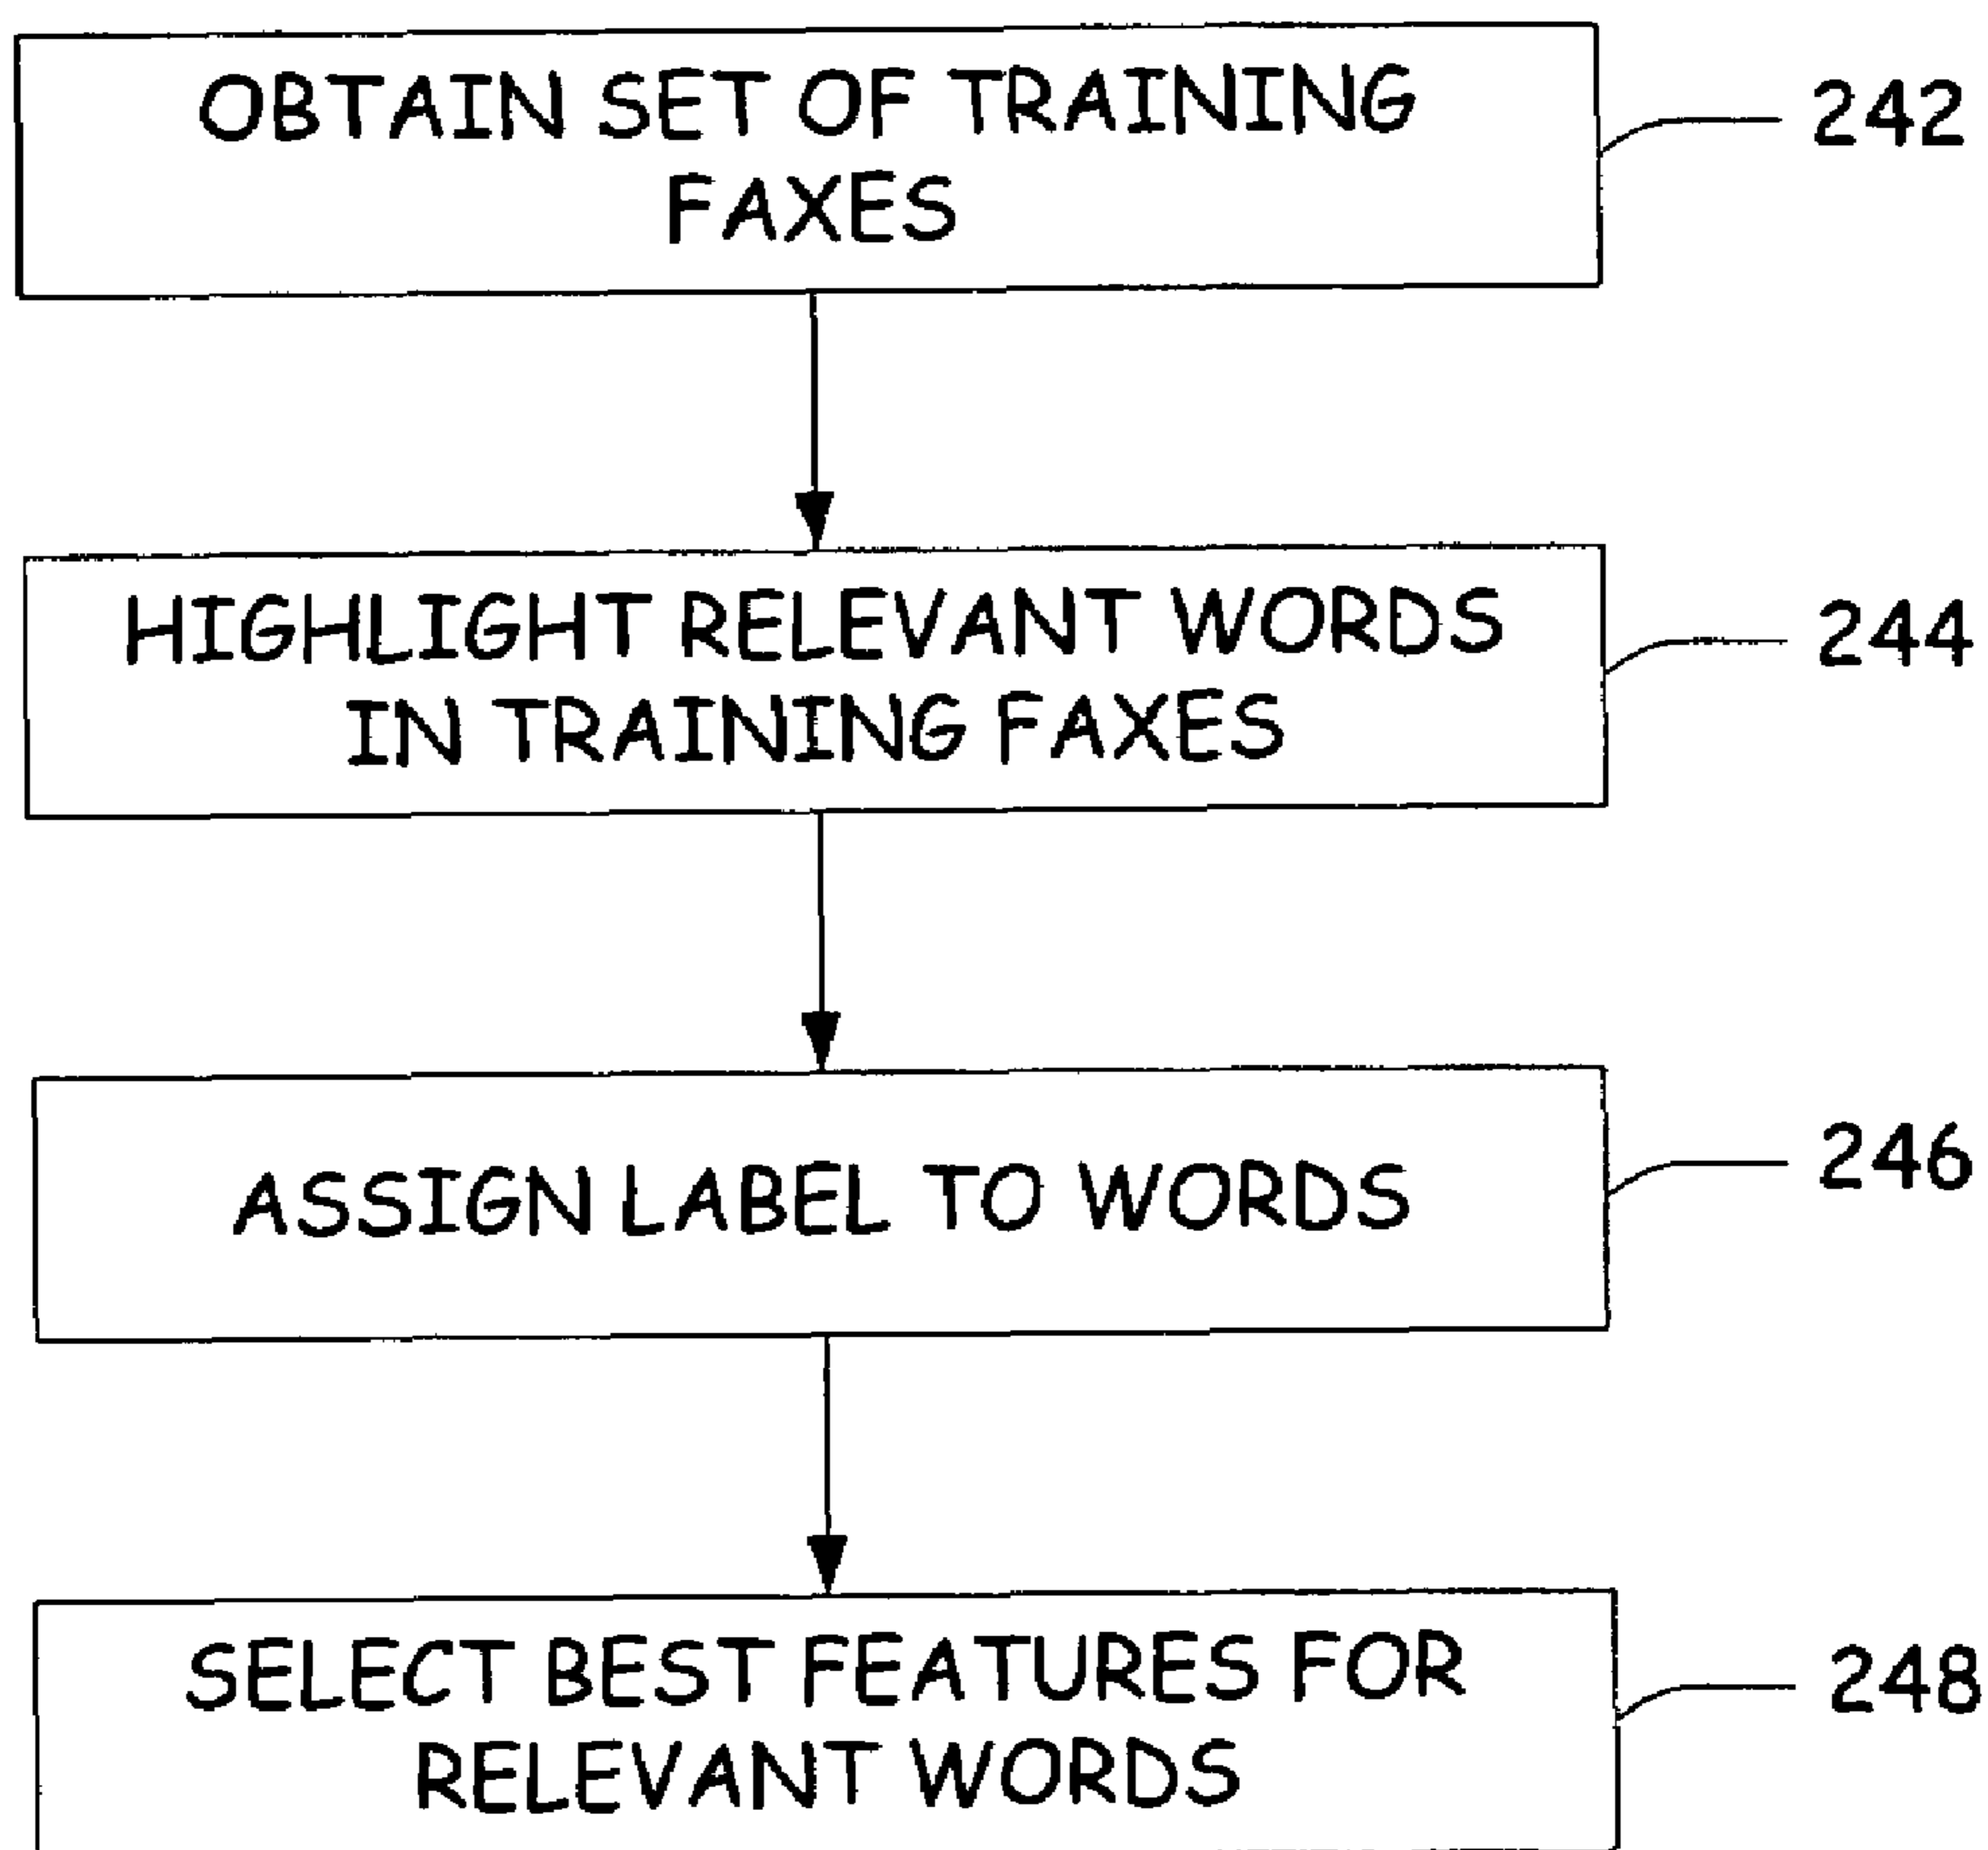 OBTAIN SET OF TRAINING
FAXES
242
HIGHLIGHT RELEVANT WORDS
IN TRAINING FAXES
244
ASSIGN LABEL TO WORDS
246
SELECT BEST FEATURES FOR
RELEVANT WORDS
248